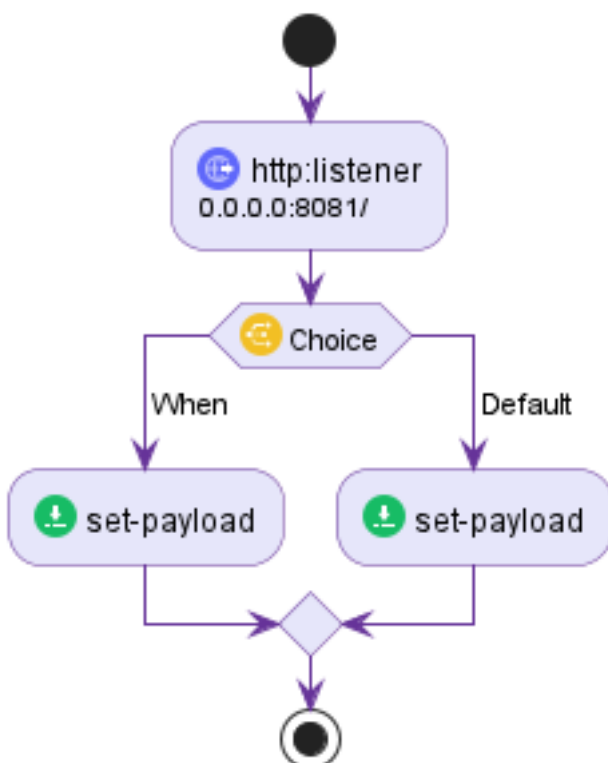 http:listener
0.0.0.0:8081/
Choice
When
Default
set-payload
set-payload